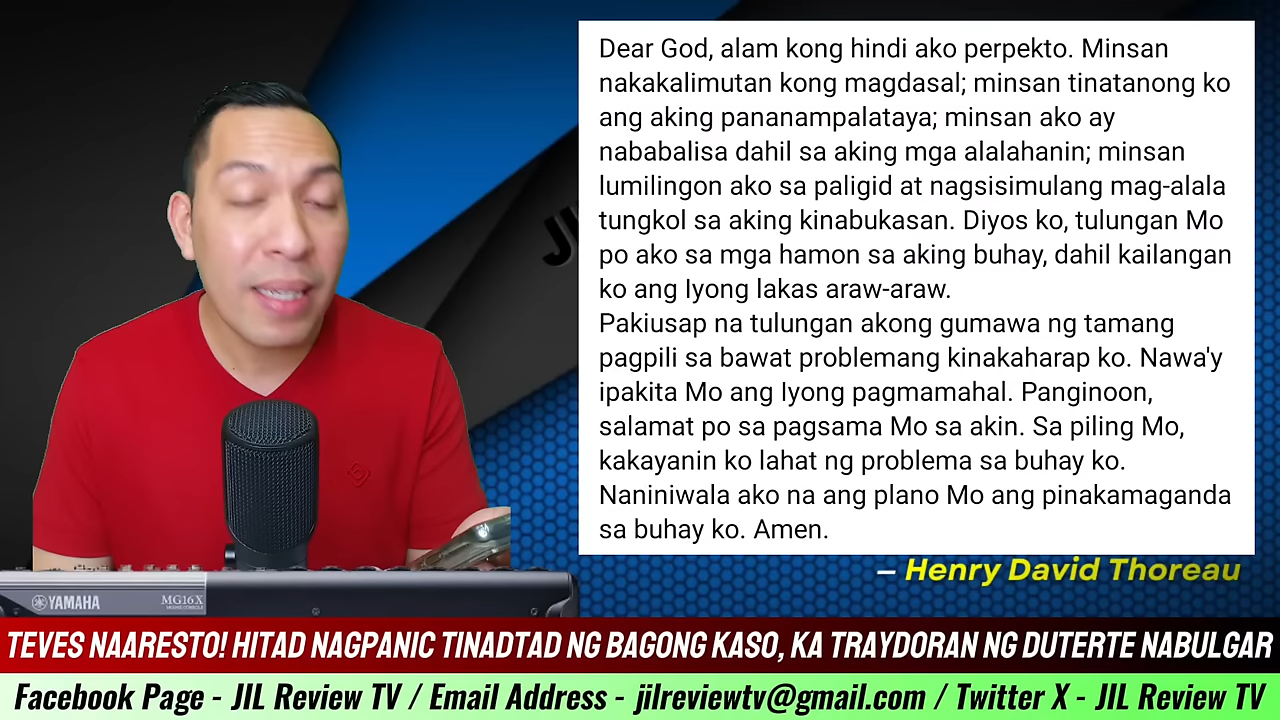 Dear God, alam kong hindi ako perpekto. Minsan
nakakalimutan kong magdasal; minsan tinatanong ko
ang aking pananampalataya; minsan ako ay
nababalisa dahil sa aking mga alalahanin; minsan
lumilingon ako sa paligid at nagsisimulang mag-alala
tungkol sa aking kinabukasan. Diyos ko, tulungan Mo
po ako sa mga hamon sa aking buhay, dahil kailangan
ko ang Iyong lakas araw-araw.
Pakiusap na tulungan akong gumawa ng tamang
pagpili sa bawat problemang kinakaharap ko. Nawa'y
ipakita Mo ang Iyong pagmamahal. Panginoon,
salamat po sa pagsama Mo sa akin. Sa piling Mo,
kakayanin ko lahat ng problema sa buhay ko.
Naniniwala ako na ang plano Mo ang pinakamaganda
sa buhay ko. Amen.
– Henry David Thoreau
YAMAHA
MG16X
TEVES NAARESTO! HITAD NAGPANIC TINADTAD NG BAGONG KASO, KA TRAYDORAN NG DUTERTE NABULGAR
Facebook Page - JIL Review TV / Email Address - jilreviewtv@gmail.com / Twitter X - JIL Review TV